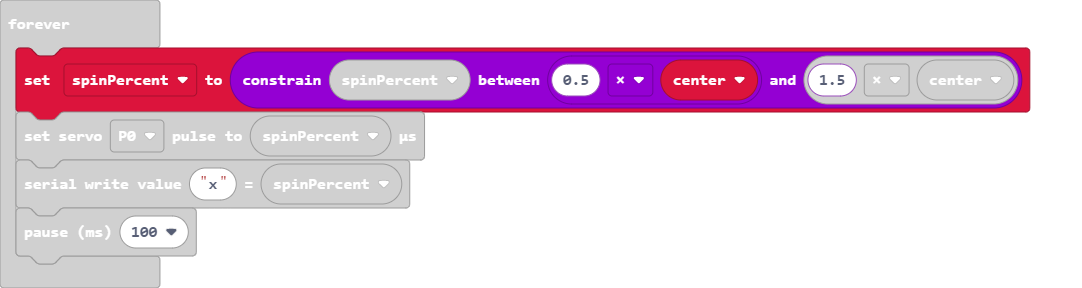 forever
set spinPercent to constrain spinPercent between 0.5 × center and 1.5 × center
set servo P0 pulse to spinPercent µs
serial write value "x" = spinPercent
pause (ms) 100